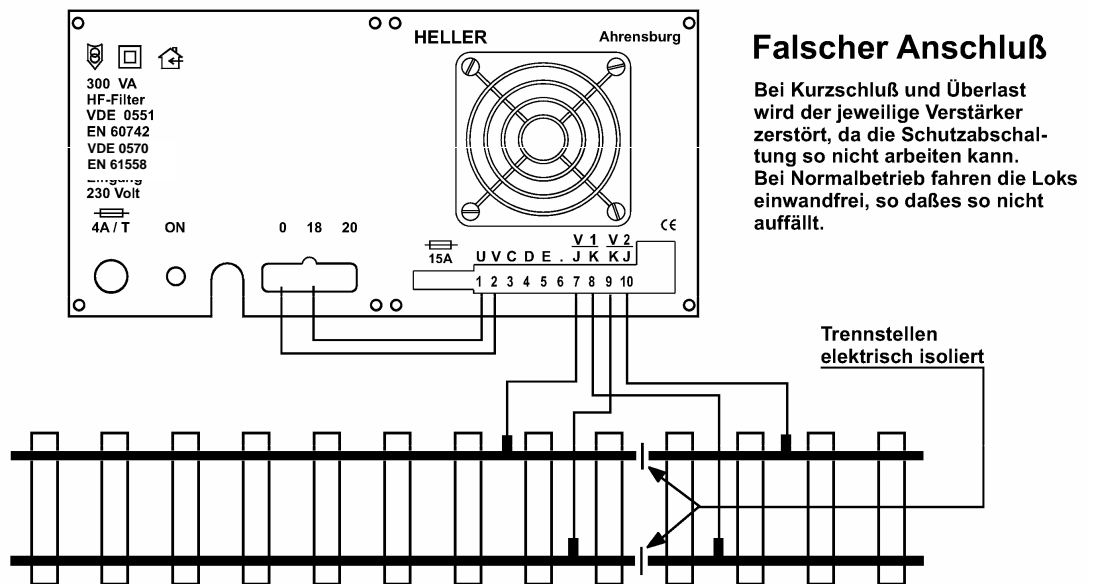 HELLER
Ahrensburg
300 VA
HF-Filter
VDE 0551
EN 60742
VDE 0570
EN 61558
230 Volt
4A / T
ON
0 18 20
15A
V 1 V 2
U V C D E . J K K J
1 2 3 4 5 6 7 8 9 10
CE
Falscher Anschluß
Bei Kurzschluß und Überlast
wird der jeweilige Verstärker
zerstört, da die Schutzabschal-
tung so nicht arbeiten kann.
Bei Normalbetrieb fahren die Loks
einwandfrei, so daßes so nicht
auffällt.
Trennstellen
elektrisch isoliert